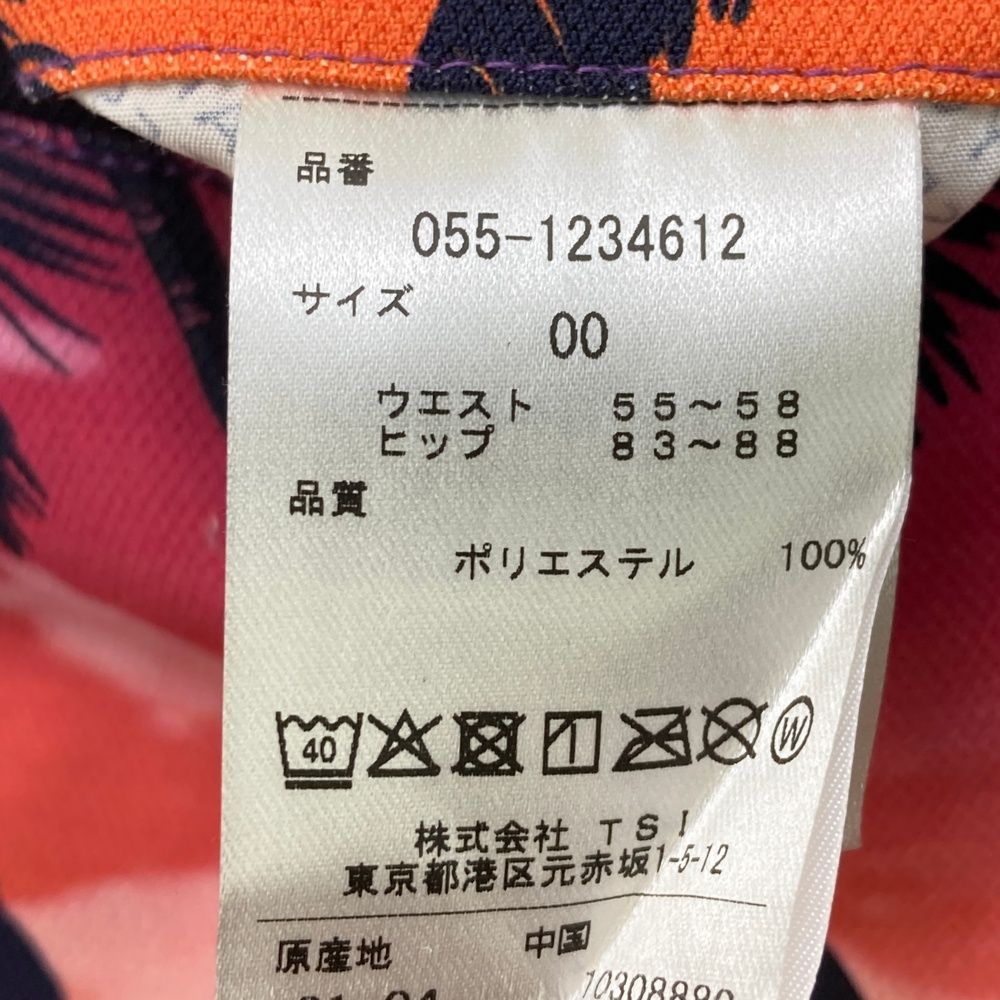 品番
055-1234612
サイズ
00
ウエスト 55～58
ヒップ 83～88
品質
ポリエステル 100%
40
W
株式会社 TSI
東京都港区元赤坂1-5-12
原産地 中国